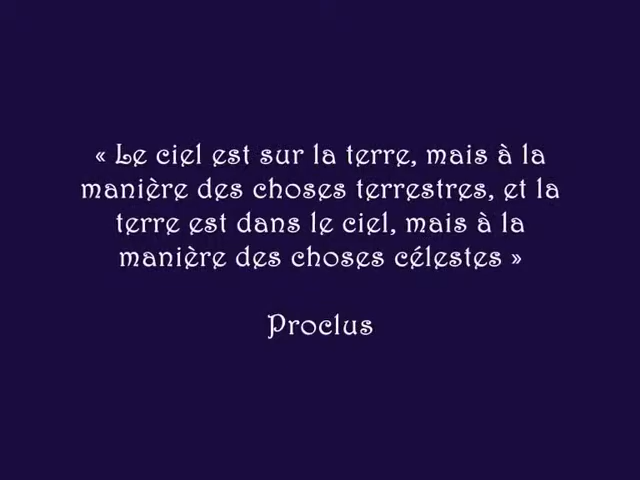 « Le ciel est sur la terre, mais à la
manière des choses terrestres, et la
terre est dans le ciel, mais à la
manière des choses célestes »
Proclus